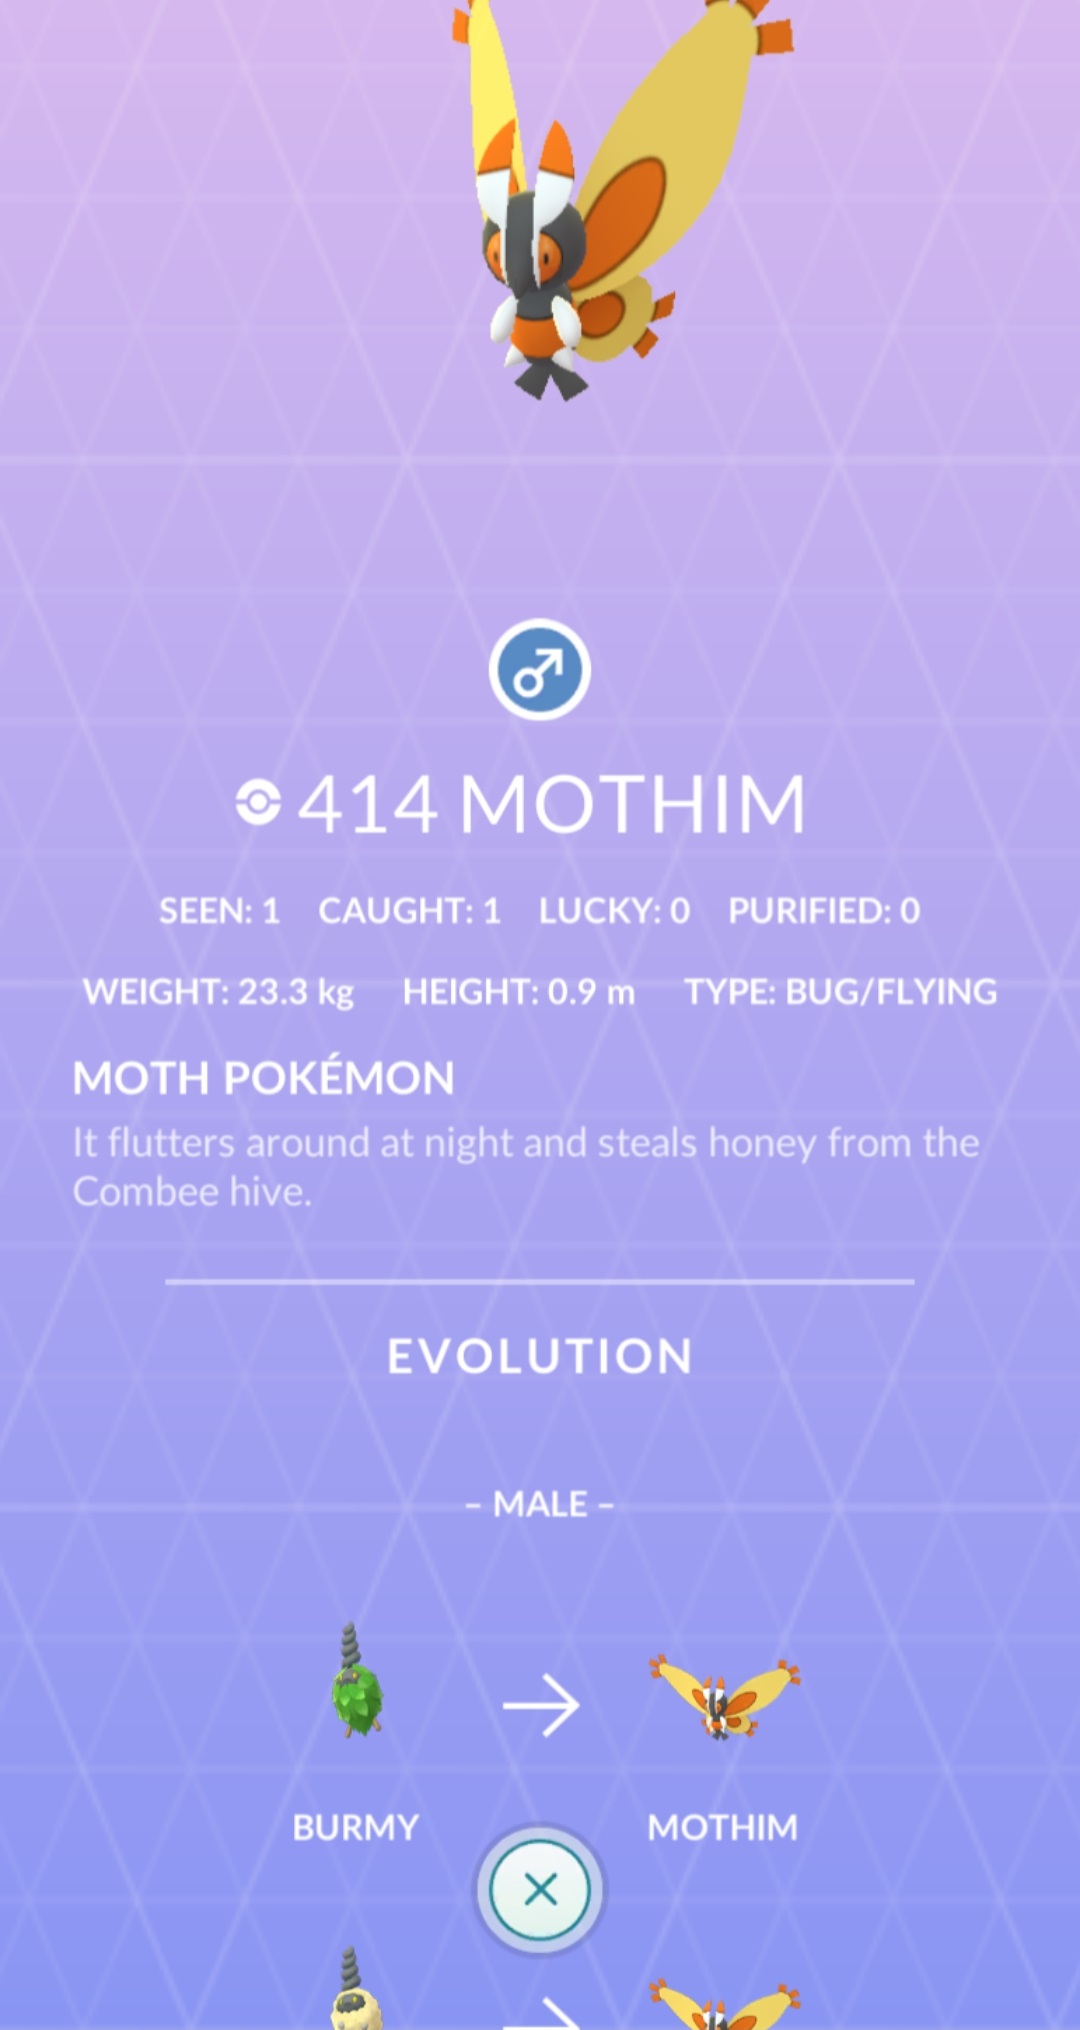 414 MOTHIM
SEEN: 1 CAUGHT: 1 LUCKY: 0 PURIFIED: 0
WEIGHT: 23.3 kg HEIGHT: 0.9 m TYPE: BUG/FLYING
MOTH POKÉMON
It flutters around at night and steals honey from the
Combee hive.
EVOLUTION
– MALE –
BURMY MOTHIM